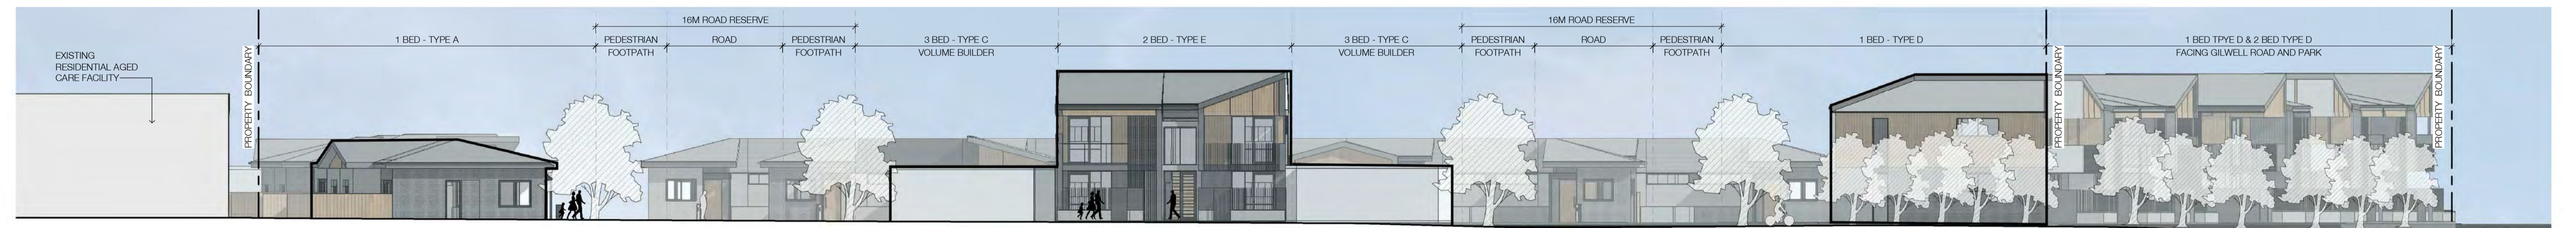 EXISTING
RESIDENTIAL AGED
CARE FACILITY
PROPERTY BOUNDARY
1 BED - TYPE A
16M ROAD RESERVE
PEDESTRIAN
FOOTPATH
ROAD
PEDESTRIAN
FOOTPATH
3 BED - TYPE C
VOLUME BUILDER
2 BED - TYPE E
3 BED - TYPE C
VOLUME BUILDER
16M ROAD RESERVE
PEDESTRIAN
FOOTPATH
ROAD
PEDESTRIAN
FOOTPATH
1 BED - TYPE D
PROPERTY BOUNDARY
1 BED TPYE D & 2 BED TYPE D
FACING GILWELL ROAD AND PARK
PROPERTY BOUNDARY